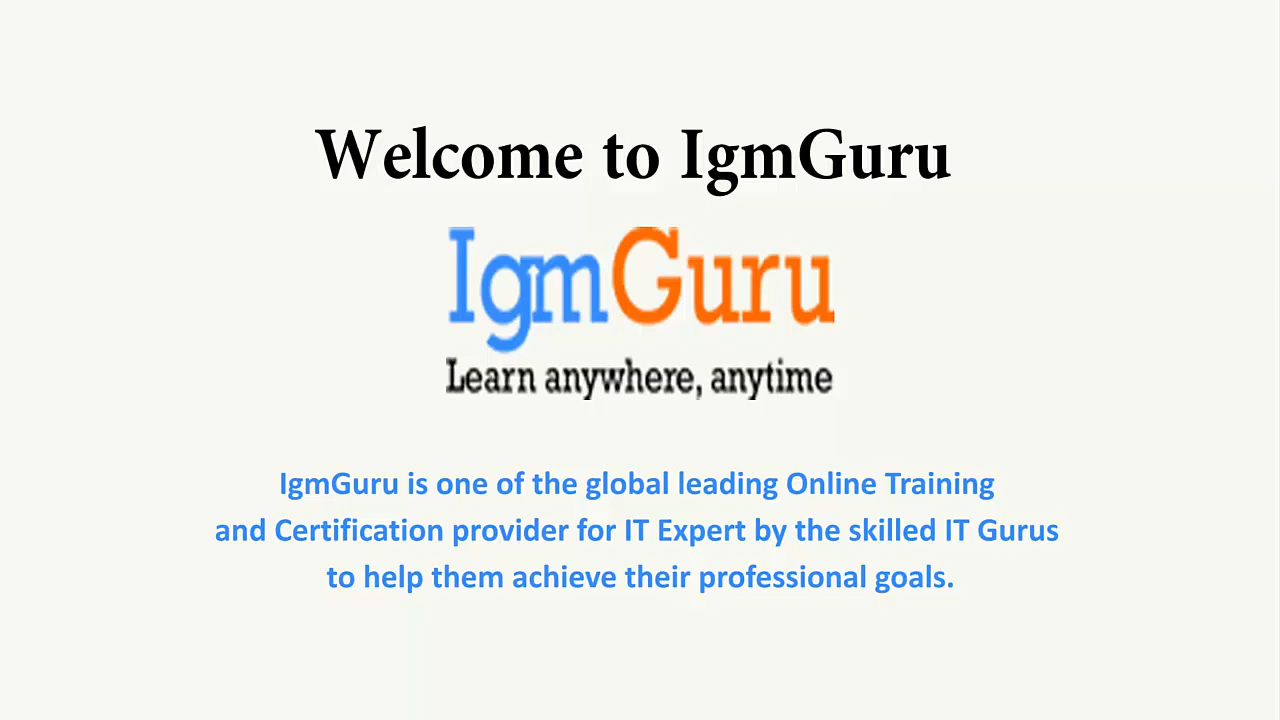 Welcome to IgmGuru
IgmGuru
Learn anywhere, anytime
IgmGuru is one of the global leading Online Training
and Certification provider for IT Expert by the skilled IT Gurus
to help them achieve their professional goals.